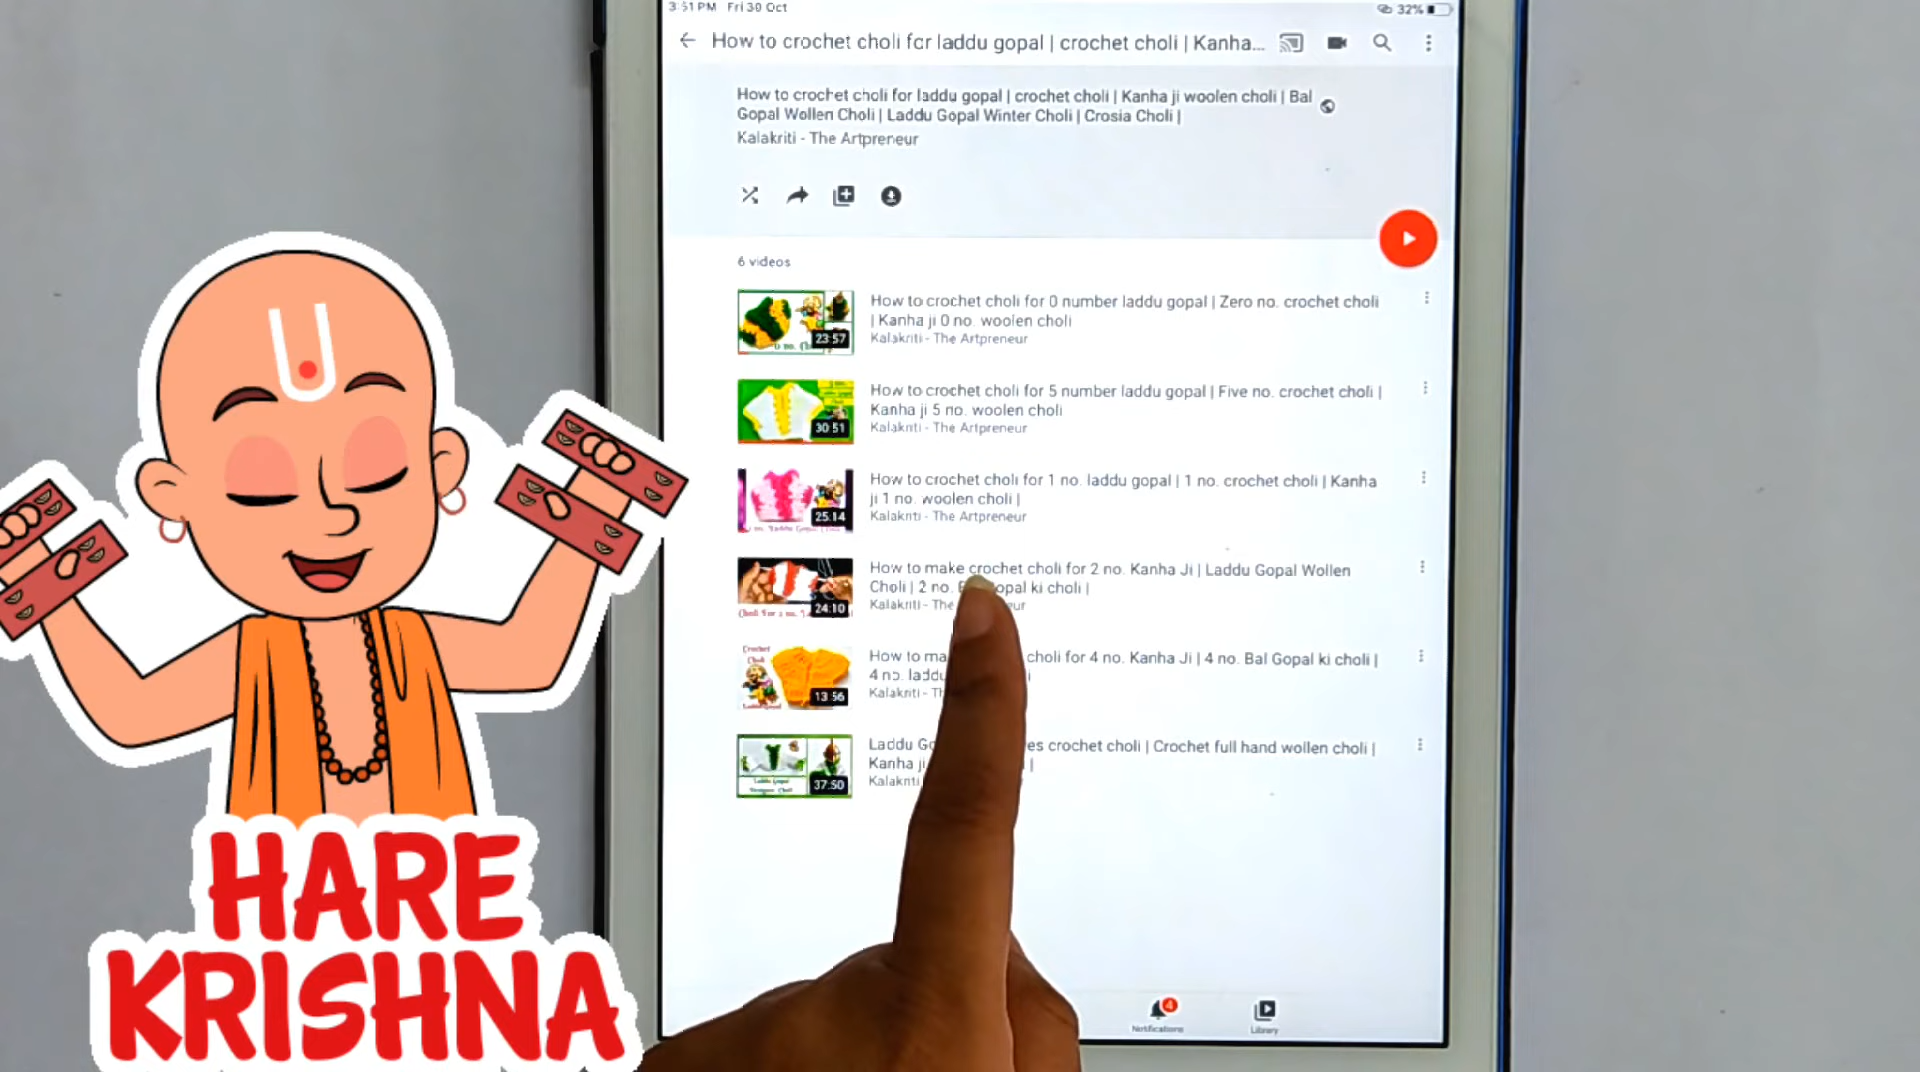 3:51 PM Fri 30 Oct
32%
How to crochet choli for laddu gopal | crochet choli | Kanha...
How to crochet choli for laddu gopal | crochet choli | Kanha ji woolen choli | Bal
Gopal Wollen Choli | Laddu Gopal Winter Choli | Crosia Choli |
Kalakriti - The Artpreneur
6 videos
How to crochet choli for 0 number laddu gopal | Zero no. crochet choli
| Kanha ji 0 no. woolen choli
Kalakriti - The Artpreneur
23:57
How to crochet choli for 5 number laddu gopal | Five no. crochet choli |
Kanha ji 5 no. woolen choli
Kalakriti - The Artpreneur
30:51
How to crochet choli for 1 no. laddu gopal | 1 no. crochet choli | Kanha
ji 1 no. woolen choli |
Kalakriti - The Artpreneur
25:14
How to make crochet choli for 2 no. Kanha Ji | Laddu Gopal Wollen
Choli | 2 no. gopal ki choli |
Kalakriti - The
24:10
How to choli for 4 no. Kanha Ji | 4 no. Bal Gopal ki choli |
4 no.
Kalakriti -
Crochet
Choli
13:56
Laddu crochet choli | Crochet full hand wollen choli |
Kanha ji |
Kalakriti
37:50
4
Notifications
Library
HARE
KRISHNA